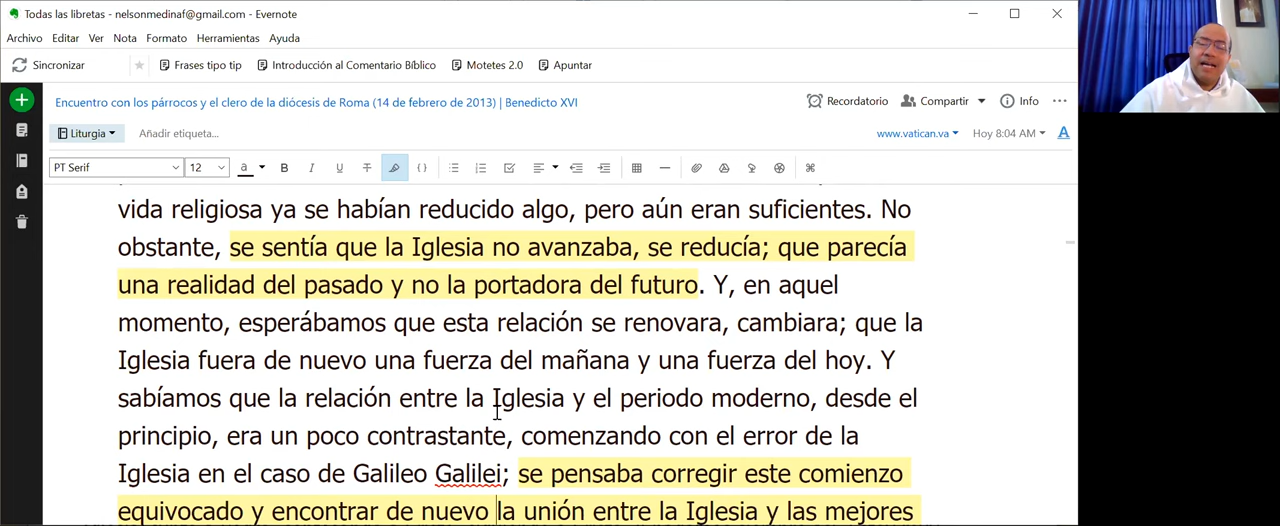 Todas las libretas - nelsonmedinaf@gmail.com - Evernote
Archivo Editar Ver Nota Formato Herramientas Ayuda
Sincronizar Frases tipo tip Introducción al Comentario Bíblico Motetes 2.0 Apuntar
Encuentro con los párrocos y el clero de la diócesis de Roma (14 de febrero de 2013) | Benedicto XVI Recordatorio Compartir Info
Liturgia Añadir etiqueta... www.vatican.va Hoy 8:04 AM A
PT Serif 12 a B I U T { }
vida religiosa ya se habían reducido algo, pero aún eran suficientes. No
obstante, se sentía que la Iglesia no avanzaba, se reducía; que parecía
una realidad del pasado y no la portadora del futuro. Y, en aquel
momento, esperábamos que esta relación se renovara, cambiara; que la
Iglesia fuera de nuevo una fuerza del mañana y una fuerza del hoy. Y
sabíamos que la relación entre la Iglesia y el periodo moderno, desde el
principio, era un poco contrastante, comenzando con el error de la
Iglesia en el caso de Galileo Galilei; se pensaba corregir este comienzo
equivocado y encontrar de nuevo la unión entre la Iglesia y las mejores